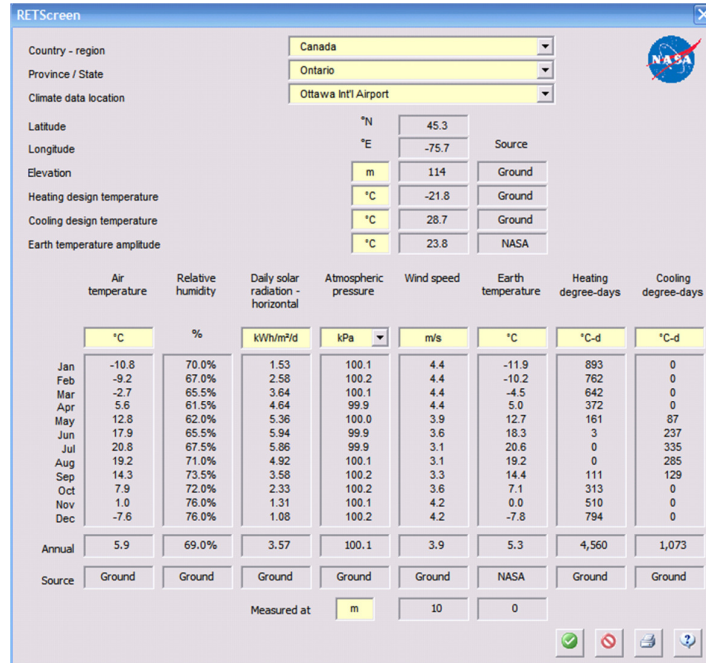 RETScreen
Country - region Canada
NASA
Province / State Ontario
Climate data location Ottawa Int'l Airport
Latitude °N 45.3
Longitude °E -75.7 Source
Elevation m 114 Ground
Heating design temperature °C -21.8 Ground
Cooling design temperature °C 28.7 Ground
Earth temperature amplitude °C 23.8 NASA
Air temperature Relative humidity Daily solar radiation - horizontal Atmospheric pressure Wind speed Earth temperature Heating degree-days Cooling degree-days
°C % kWh/m²/d kPa m/s °C °C-d °C-d
Jan -10.8 70.0% 1.53 100.1 4.4 -11.9 893 0
Feb -9.2 67.0% 2.58 100.2 4.4 -10.2 762 0
Mar -2.7 65.5% 3.64 100.1 4.4 -4.5 642 0
Apr 5.6 61.5% 4.64 99.9 4.4 5.0 372 0
May 12.8 62.0% 5.36 100.0 3.9 12.7 161 87
Jun 17.9 65.5% 5.94 99.9 3.6 18.3 3 237
Jul 20.8 67.5% 5.86 99.9 3.1 20.6 0 335
Aug 19.2 71.0% 4.92 100.1 3.1 19.2 0 285
Sep 14.3 73.5% 3.58 100.2 3.3 14.4 111 129
Oct 7.9 72.0% 2.33 100.2 3.6 7.1 313 0
Nov 1.0 76.0% 1.31 100.1 4.2 0.0 510 0
Dec -7.6 76.0% 1.08 100.2 4.2 -7.8 794 0
Annual 5.9 69.0% 3.57 100.1 3.9 5.3 4,560 1,073
Source Ground Ground Ground Ground Ground NASA Ground Ground
Measured at m 10 0